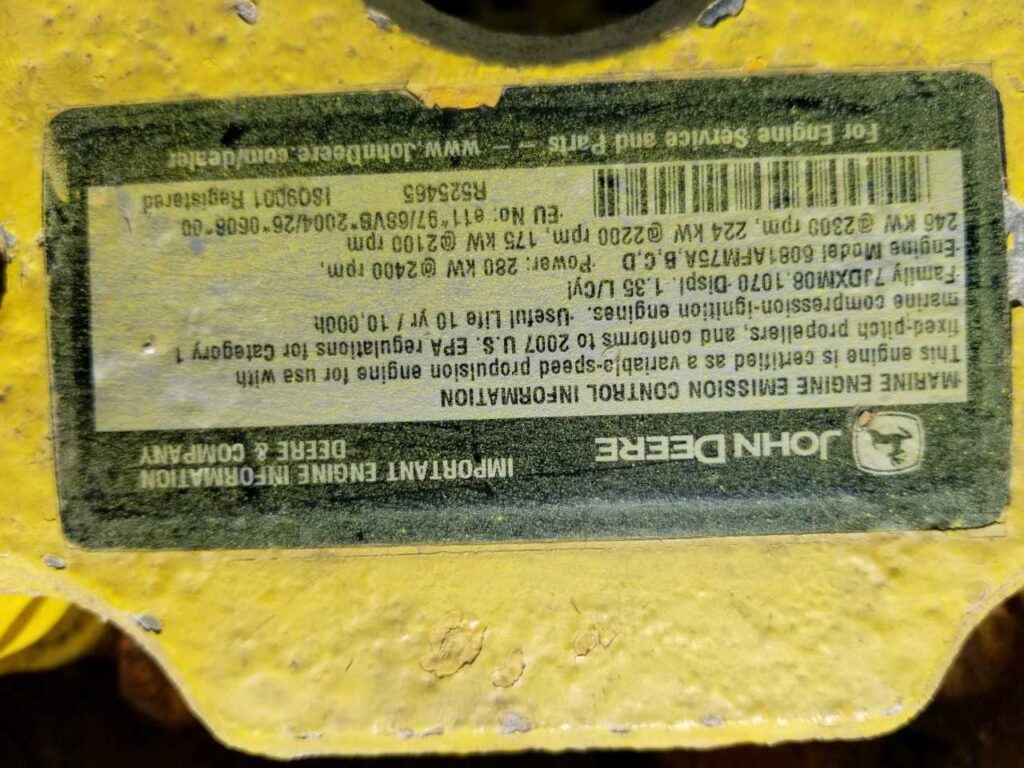 JOHN DEERE
IMPORTANT ENGINE INFORMATION
DEERE & COMPANY
MARINE ENGINE EMISSION CONTROL INFORMATION
This engine is certified as a variable-speed propulsion engine for use with
fixed-pitch propellers, and conforms to 2007 U.S. EPA regulations for Category 1
marine compression-ignition engines. ·Useful Life 10 yr / 10,000h
·Family 7JDXM08.1070 ·Displ. 1.35 L/Cyl
·Engine Model 6081AFM75A,B,C,D ·Power: 280 kW @2400 rpm,
246 kW @2300 rpm, 224 kW @2200 rpm, 175 kW @2100 rpm
·EU No: e11*97/68VB*2004/26*0608*00
R525465
ISO9001 Registered
For Engine Service and Parts – – www.JohnDeere.com/dealer